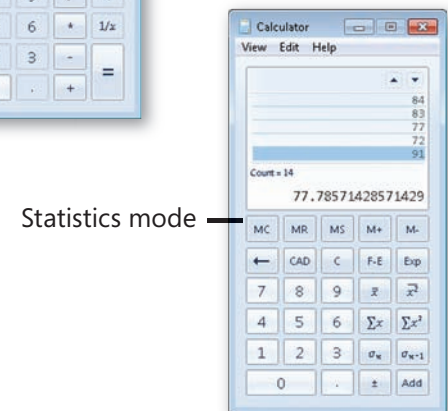 6 * 1/x
3 -
=
. +
Calculator
View Edit Help
84
83
77
72
91
Count = 14
77.78571428571429
Statistics mode
MC MR MS M+ M-
← CAD C F-E Exp
7 8 9 x̄ x̄²
4 5 6 Σx Σx²
1 2 3 σn σn-1
0 . ± Add